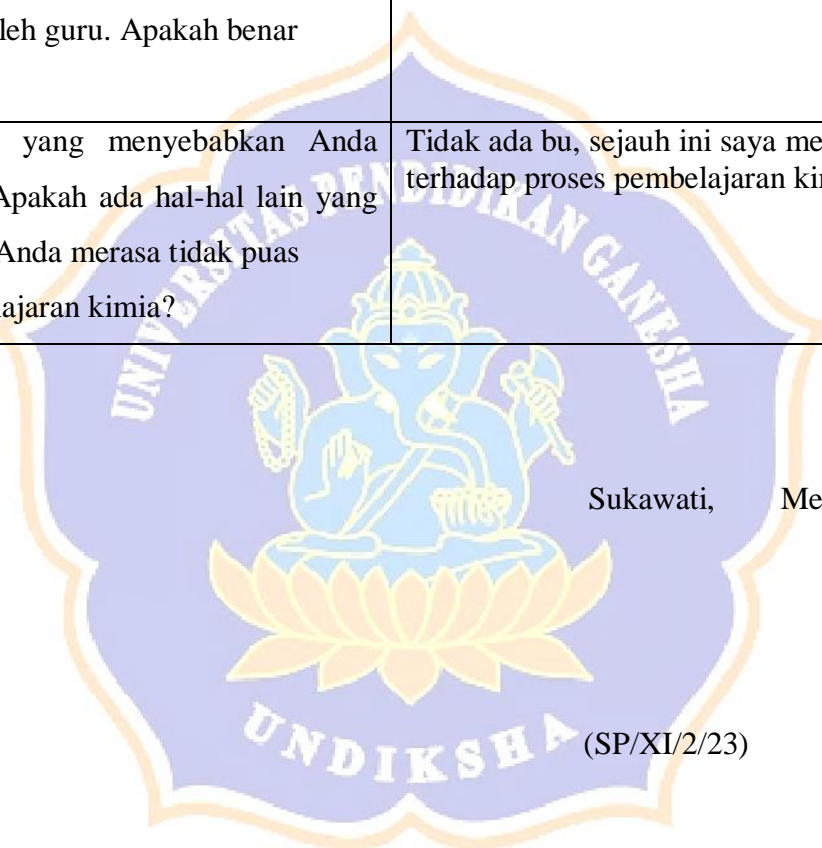 leh guru. Apakah benar
yang menyebabkan Anda
Apakah ada hal-hal lain yang
Anda merasa tidak puas
ajaran kimia?
Tidak ada bu, sejauh ini saya me
terhadap proses pembelajaran ki
UNIVERSITAS PENDIDIKAN GANESHA
Sukawati, Me
UNDIKSHA
(SP/XI/2/23)